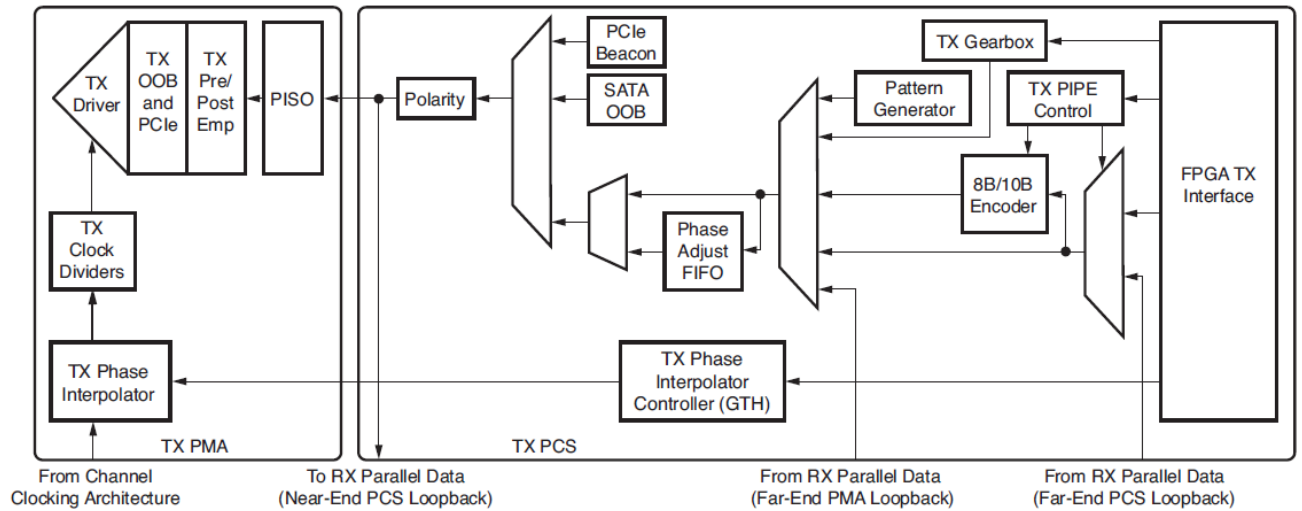 TX
Driver
TX
OOB
and
PCIe
TX
Pre/
Post
Emp
PISO
TX
Clock
Dividers
TX Phase
Interpolator
TX PMA
From Channel
Clocking Architecture
Polarity
PCIe
Beacon
SATA
OOB
Phase
Adjust
FIFO
Pattern
Generator
TX Gearbox
TX PIPE
Control
8B/10B
Encoder
FPGA TX
Interface
TX Phase
Interpolator
Controller (GTH)
TX PCS
To RX Parallel Data
(Near-End PCS Loopback)
From RX Parallel Data
(Far-End PMA Loopback)
From RX Parallel Data
(Far-End PCS Loopback)